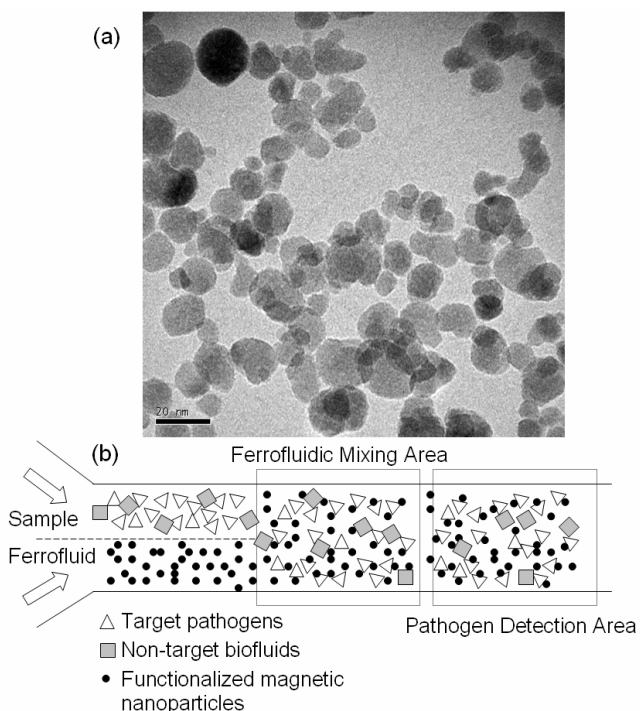 (a)
20 nm
(b)
Ferrofluidic Mixing Area
Sample
Ferrofluid
Pathogen Detection Area
Target pathogens
Non-target biofluids
Functionalized magnetic
nanoparticles